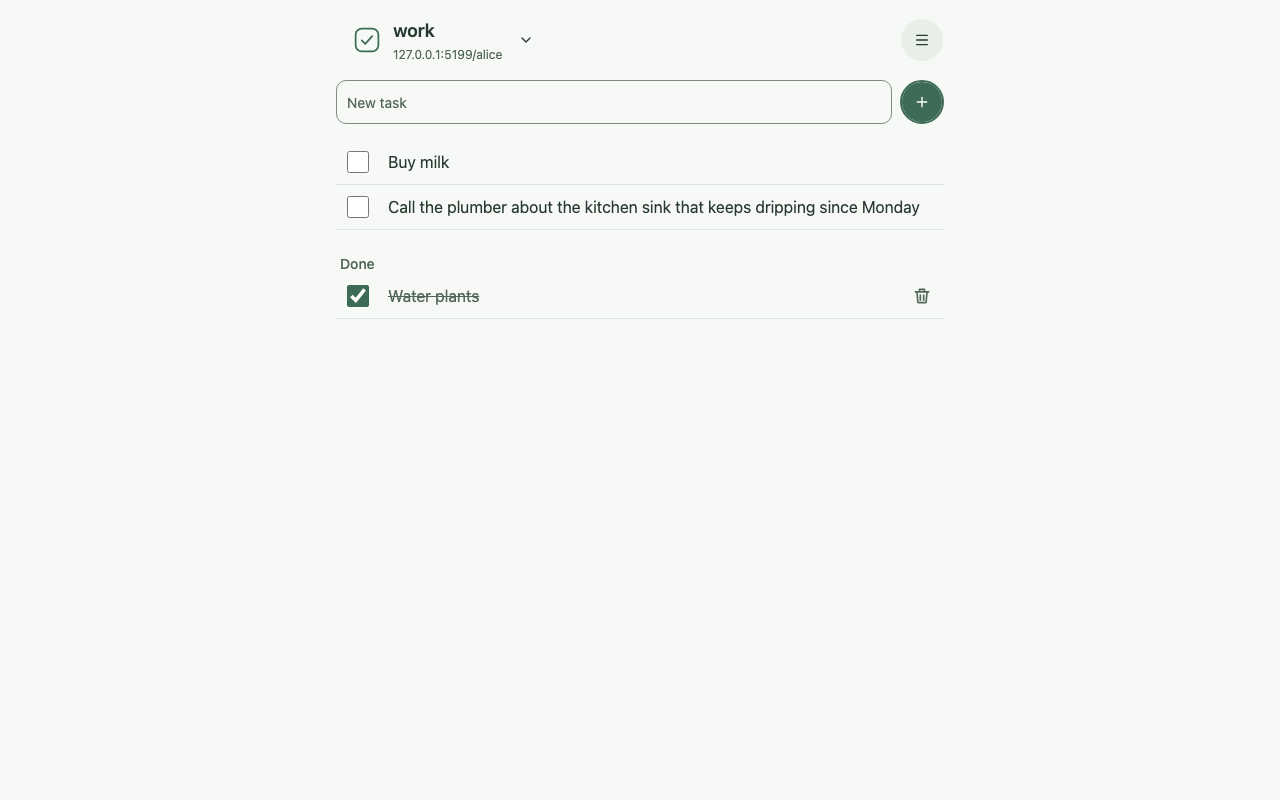 work
127.0.0.1:5199/alice
New task
Buy milk
Call the plumber about the kitchen sink that keeps dripping since Monday
Done
Water plants